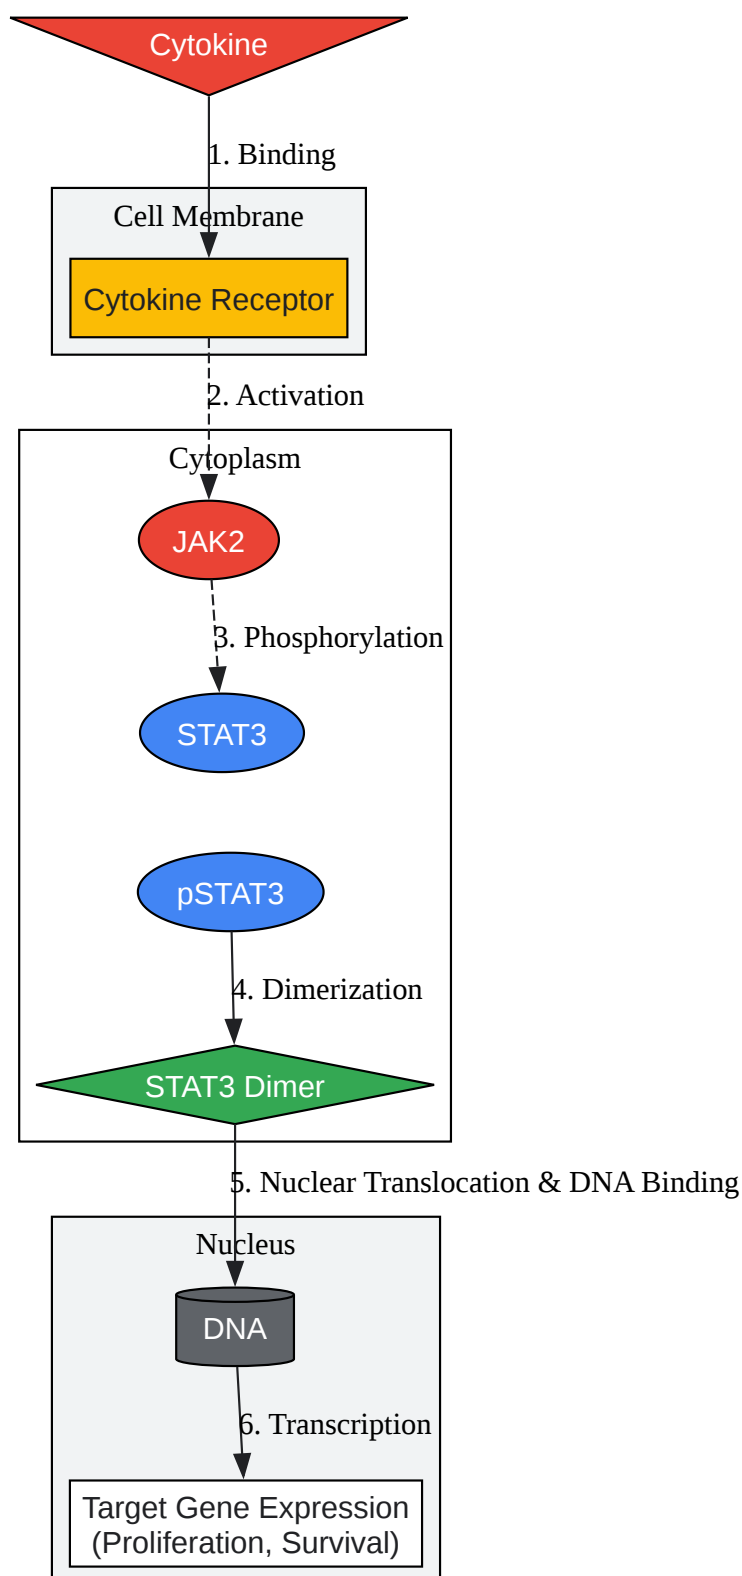 Cytokine
1. Binding
Cell Membrane
Cytokine Receptor
2. Activation
Cytoplasm
JAK2
3. Phosphorylation
STAT3
pSTAT3
4. Dimerization
STAT3 Dimer
5. Nuclear Translocation & DNA Binding
Nucleus
DNA
6. Transcription
Target Gene Expression
(Proliferation, Survival)